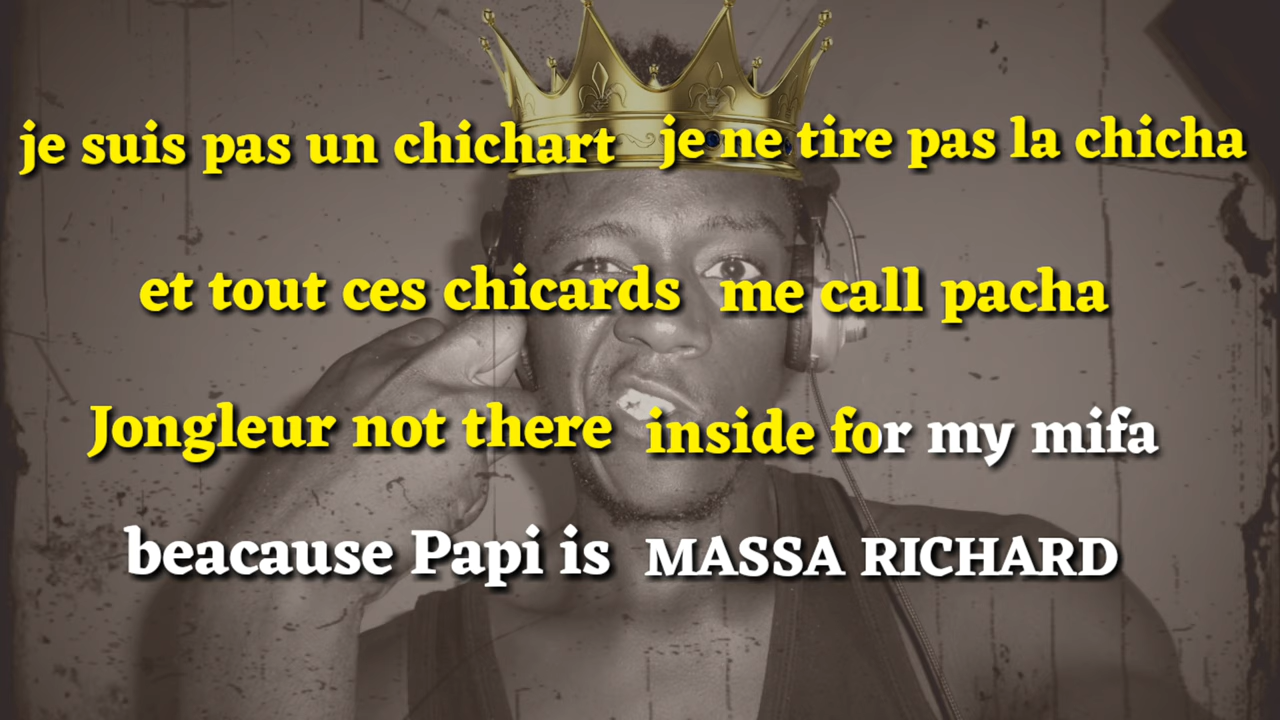 je suis pas un chichart je ne tire pas la chicha
et tout ces chicards me call pacha
Jongleur not there inside for my mifa
beacause Papi is MASSA RICHARD